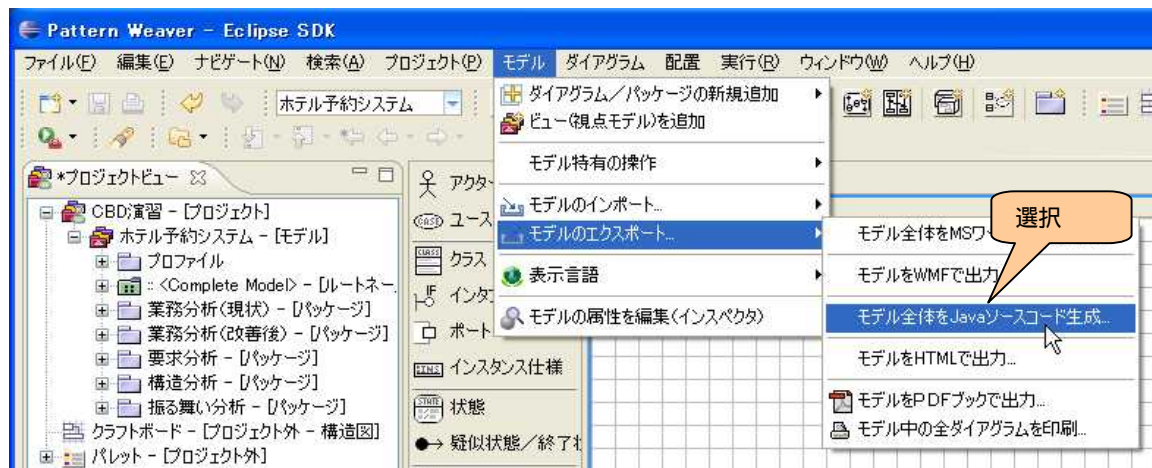 Pattern Weaver - Eclipse SDK
ファイル(F) 編集(E) ナビゲート(N) 検索(A) プロジェクト(P) モデル ダイアグラム 配置 実行(R) ウィンドウ(W) ヘルプ(H)
ホテル予約システム
ダイアグラム/パッケージの新規追加
ビュー(視点モデル)を追加
モデル特有の操作
モデルのインポート...
モデルのエクスポート...
表示言語
モデルの属性を編集(インスペクタ)
*プロジェクトビュー
CBD演習 - [プロジェクト]
ホテル予約システム - [モデル]
プロファイル
:: <Complete Model> - [ルートネー
業務分析(現状) - [パッケージ]
業務分析(改善後) - [パッケージ]
要求分析 - [パッケージ]
構造分析 - [パッケージ]
振る舞い分析 - [パッケージ]
クラフトボード - [プロジェクト外 - 構造図]
パレット - [プロジェクト外]
アクター
ユース
クラス
インタ
ポート
インスタンス仕様
状態
疑似状態/終了状
選択
モデル全体をMSワー
モデルをWMFで出力
モデル全体をJavaソースコード生成...
モデルをHTMLで出力...
モデルをPDFブックで出力...
モデル中の全ダイアグラムを印刷...